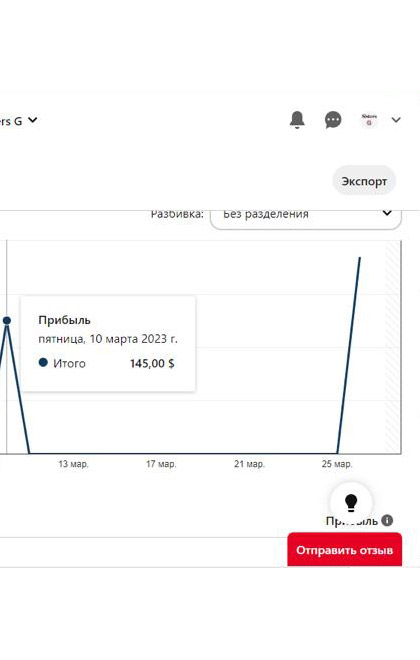 rs G
Sisters
G
Экспорт
Разбивка: Без разделения
Прибыль
пятница, 10 марта 2023 г.
Итого 145,00 $
13 мар. 17 мар. 21 мар. 25 мар.
Отправить отзыв